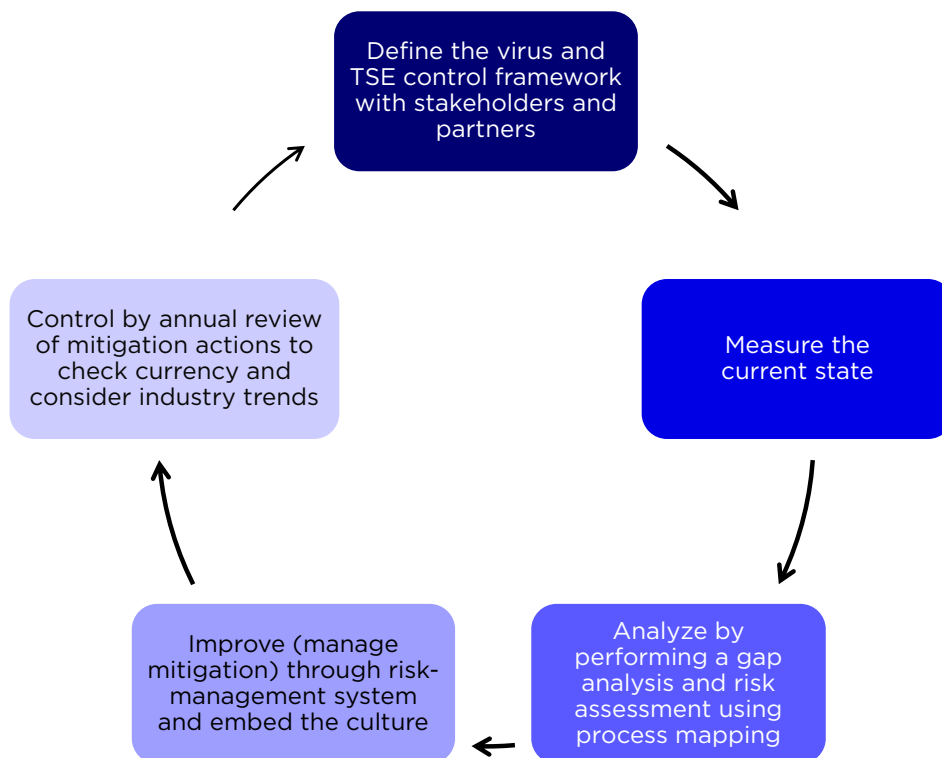 Define the virus and
TSE control framework
with stakeholders and
partners
Measure the
current state
Analyze by
performing a gap
analysis and risk
assessment using
process mapping
Improve (manage
mitigation) through risk-
management system
and embed the culture
Control by annual review
of mitigation actions to
check currency and
consider industry trends